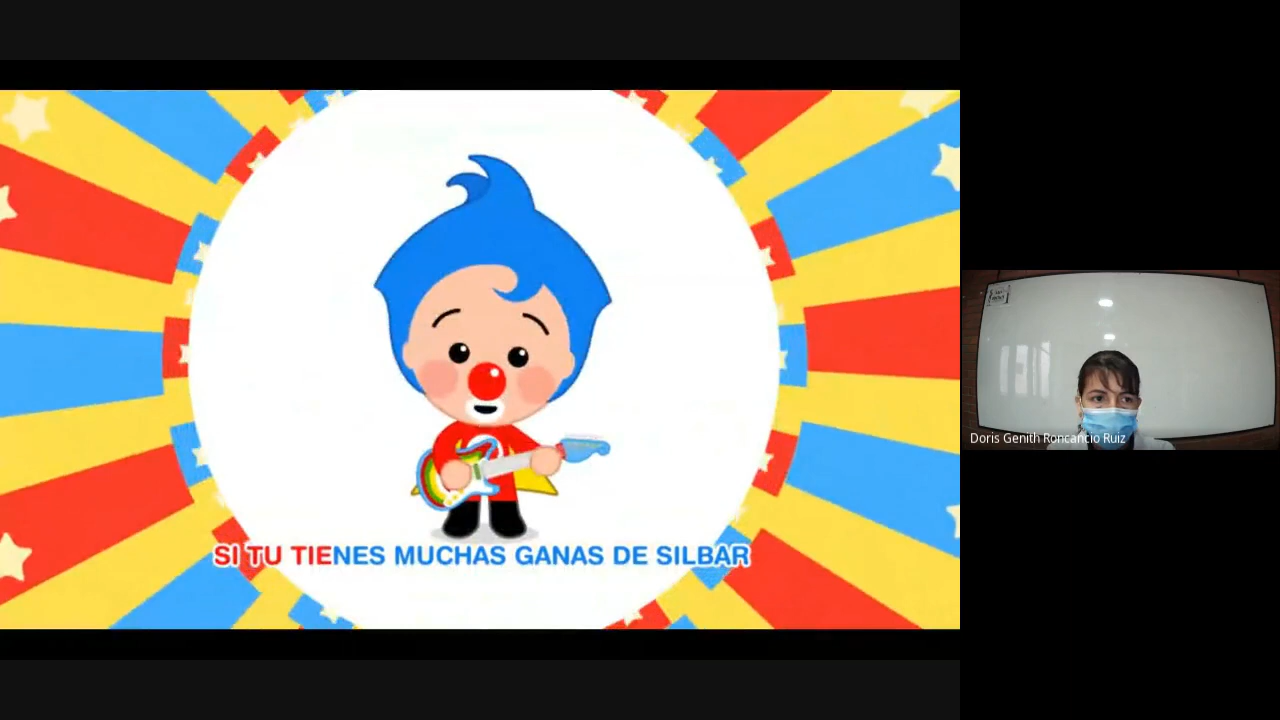 SI TU TIENES MUCHAS GANAS DE SILBAR
Doris Genith Roncancio Ruiz